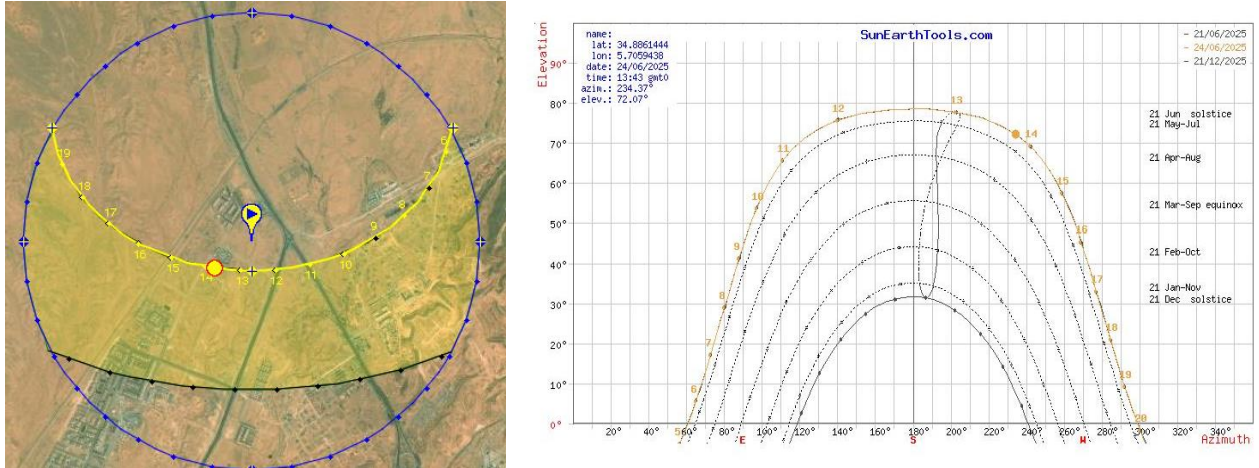 19
18
17
16
15
14
13
12
11
10
9
8
7
6
SunEarthTools.com
name:
lat: 34.8861444
lon: 5.7059438
date: 24/06/2025
time: 13:43 gmt0
azim.: 234.37°
elev.: 72.07°
— 21/06/2025
— 24/06/2025
— 21/12/2025
Elevation
90°
80°
70°
60°
50°
40°
30°
20°
10°
0°
5
6
7
8
9
10
11
12
13
14
15
16
17
18
19
20
21 Jun solstice
21 May-Jul
21 Apr-Aug
21 Mar-Sep equinox
21 Feb-Oct
21 Jan-Nov
21 Dec solstice
20° 40° 60° 80° 100° 120° 140° 160° 180° 200° 220° 240° 260° 280° 300° 320° 340°
E S W Azimuth